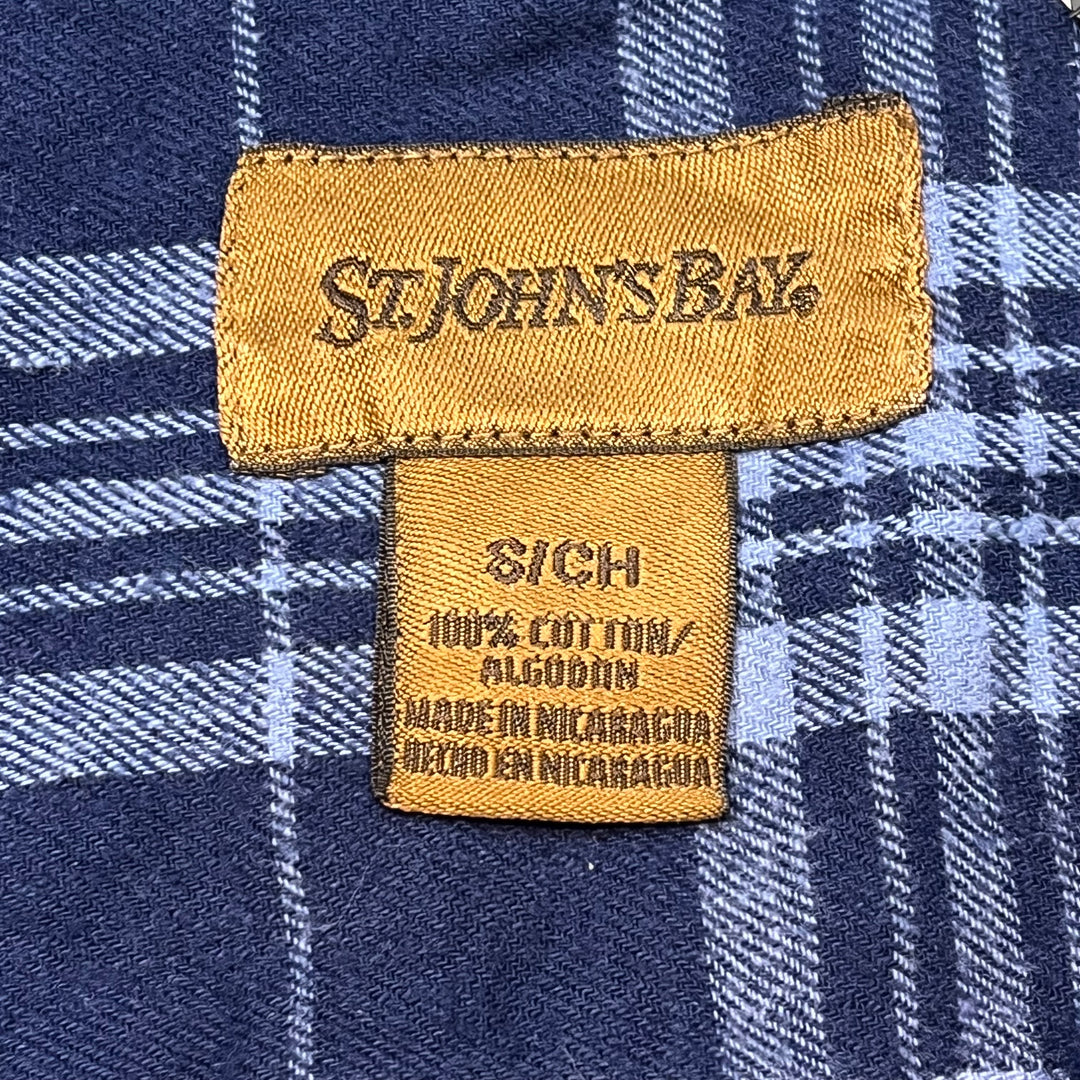 ST. JOHN'S BAY®
S/CH
100% COTTON/
ALGODON
MADE IN NICARAGUA
HECHO EN NICARAGUA